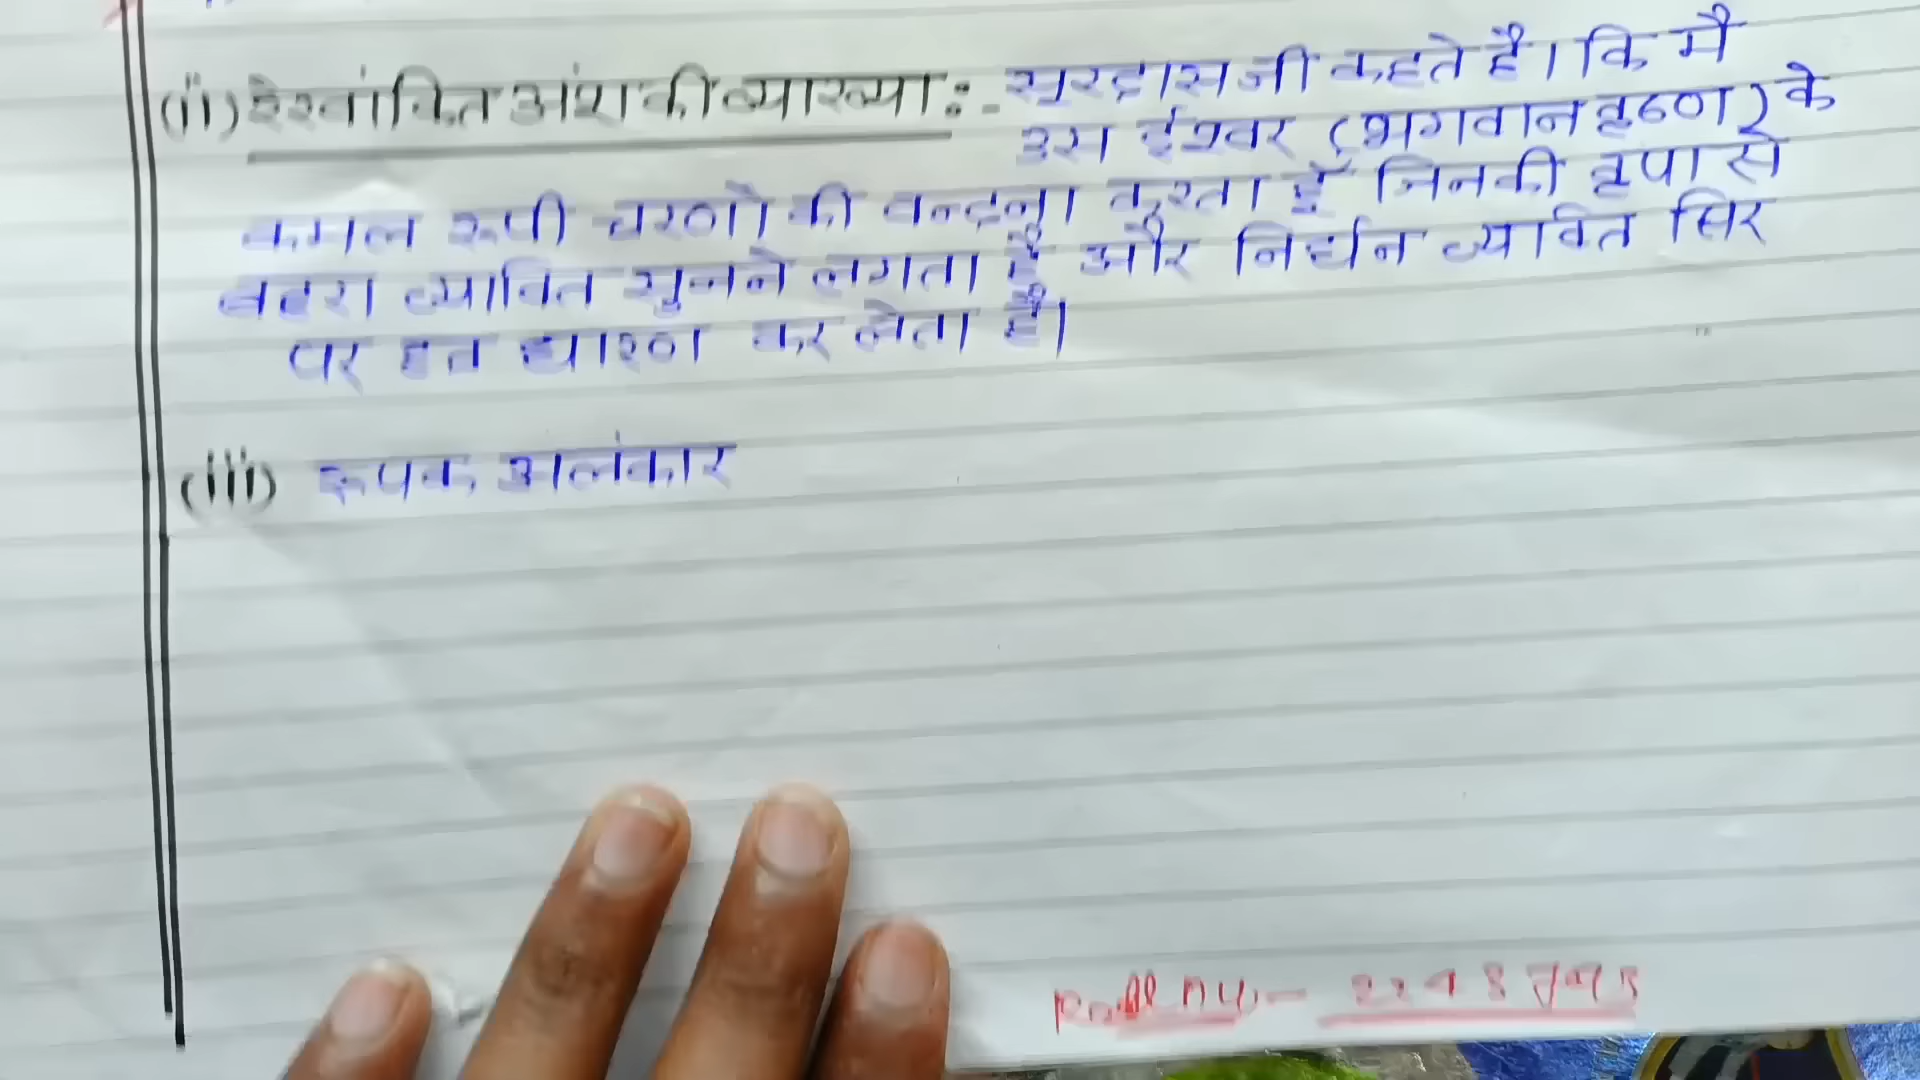 (ii) रेखांकित अंश की व्याख्या :- सूरदास जी कहते है। कि मै
उस ईश्वर (भगवान कृष्ण) के
कमल रूपी चरणो की वन्दना करता हूँ जिनकी कृपा से
बहरा व्यक्ति सुनने लगता है और निर्धन व्यक्ति सिर
पर छत्र धारण कर लेता है।
(iii) रूपक अलंकार
Roll no -